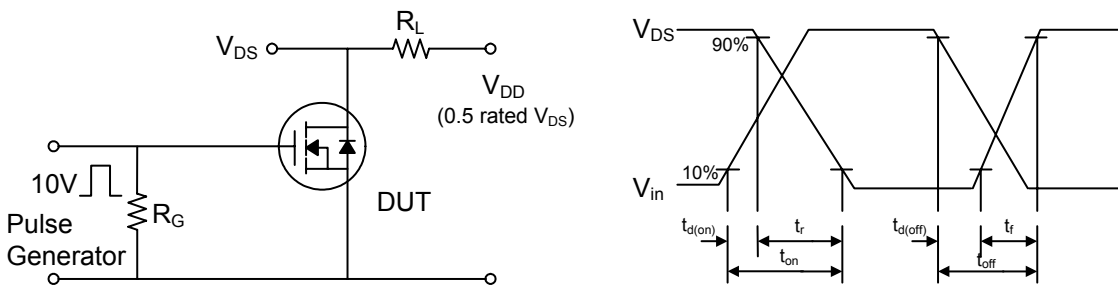 R_L
V_DS
V_DD
(0.5 rated V_DS)
10V
R_G
DUT
Pulse
Generator
V_DS
90%
V_in
10%
t_d(on)
t_r
t_on
t_d(off)
t_f
t_off